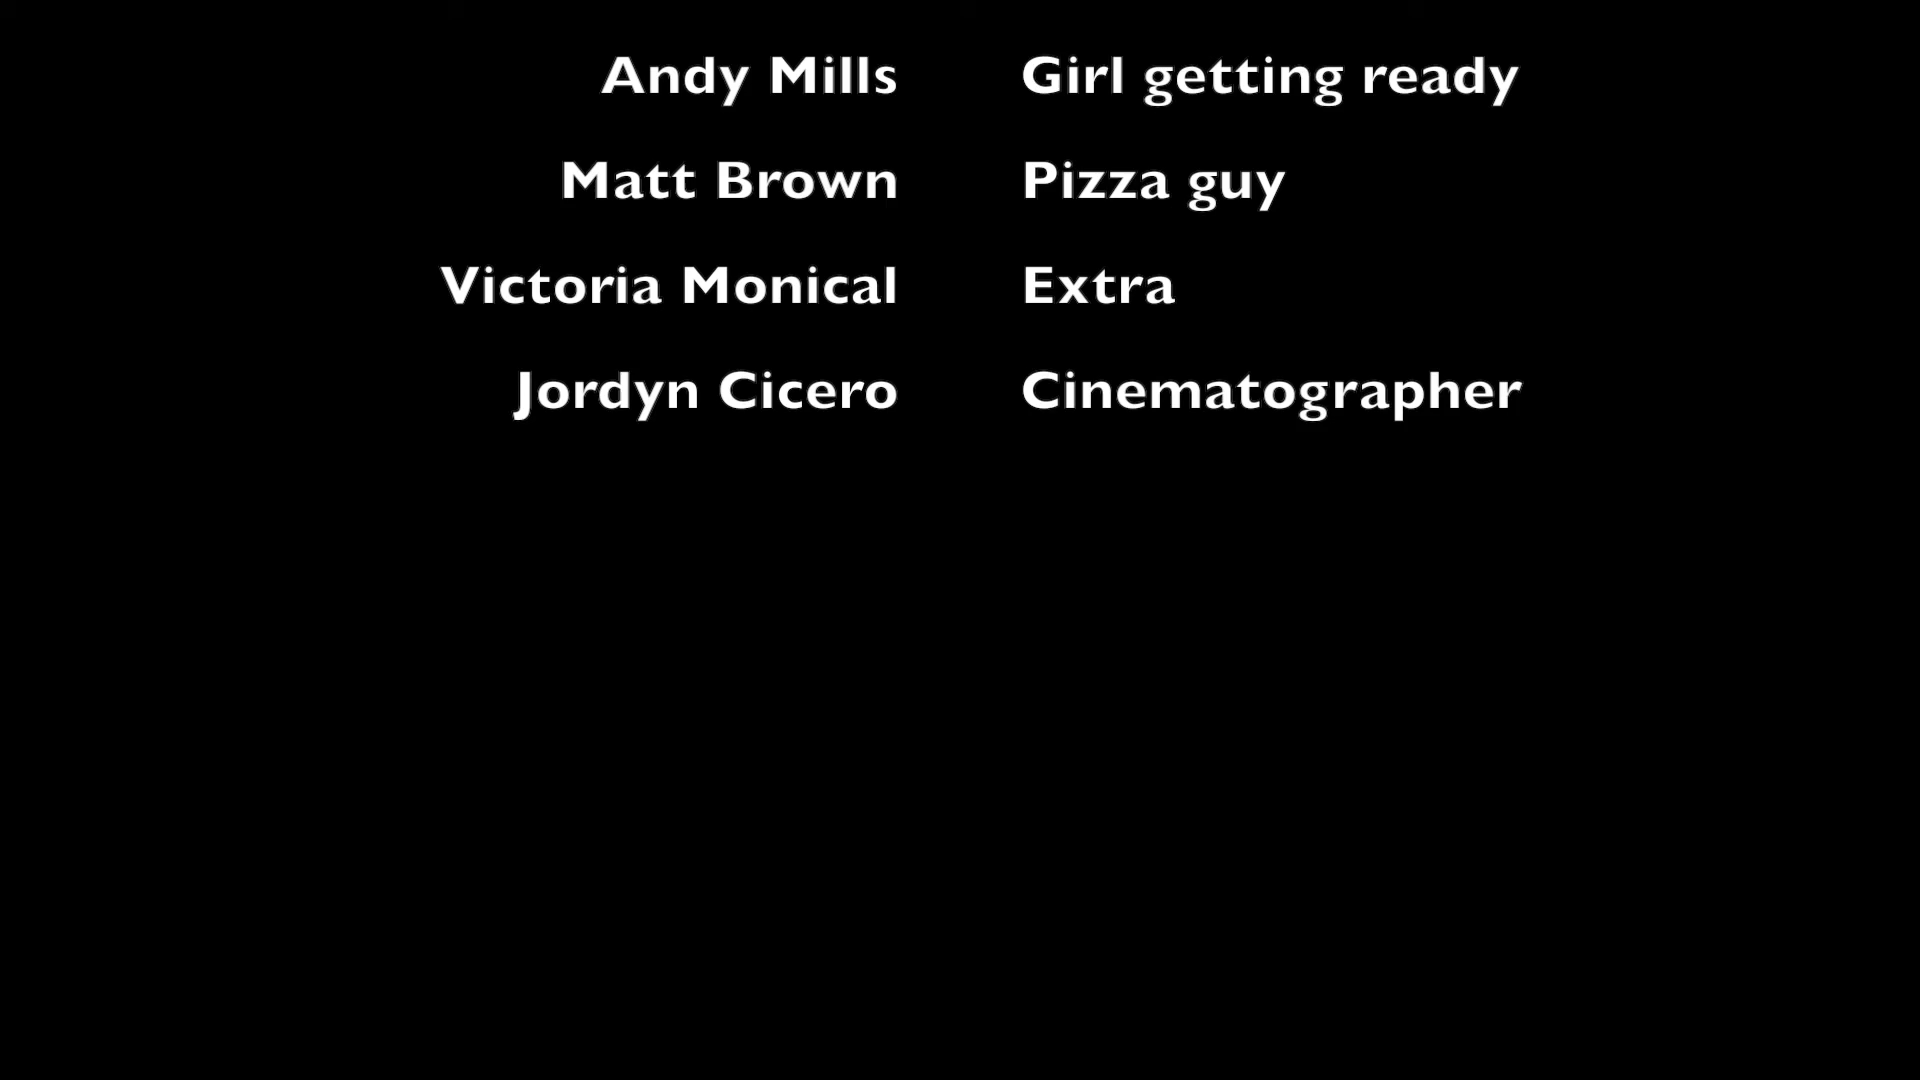 Andy Mills Girl getting ready
Matt Brown Pizza guy
Victoria Monical Extra
Jordyn Cicero Cinematographer